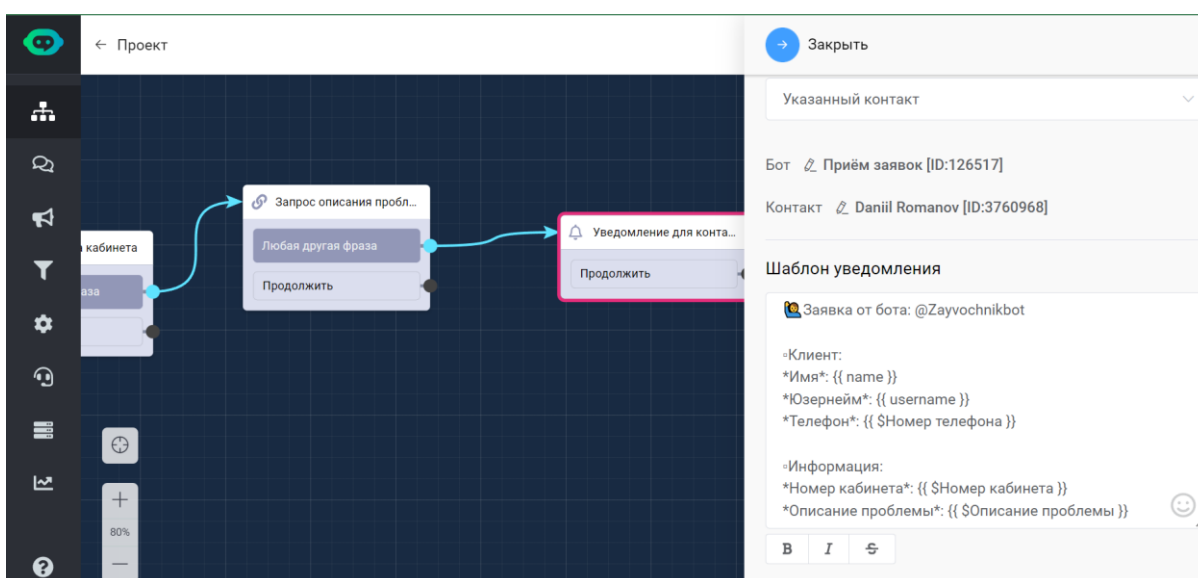 ← Проект
Закрыть
Указанный контакт
Бот Приём заявок [ID:126517]
Контакт Daniil Romanov [ID:3760968]
Шаблон уведомления
Заявка от бота: @Zayvochnikbot
▫Клиент:
*Имя*: {{ name }}
*Юзернейм*: {{ username }}
*Телефон*: {{ $Номер телефона }}
▫Информация:
*Номер кабинета*: {{ $Номер кабинета }}
*Описание проблемы*: {{ $Описание проблемы }}
B I S
кабинета
аза
Запрос описания пробл...
Любая другая фраза
Продолжить
Уведомление для конта...
Продолжить
+
80%
—
?